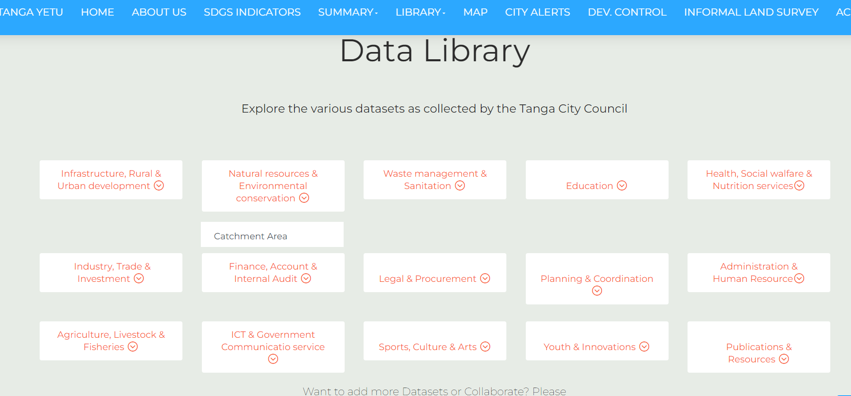 TANGA YETU HOME ABOUT US SDGS INDICATORS SUMMARY LIBRARY MAP CITY ALERTS DEV. CONTROL INFORMAL LAND SURVEY AC
Data Library
Explore the various datasets as collected by the Tanga City Council
Infrastructure, Rural &
Urban development
Natural resources &
Environmental
conservation
Waste management &
Sanitation
Education
Health, Social walfare &
Nutrition services
Catchment Area
Industry, Trade &
Investment
Finance, Account &
Internal Audit
Legal & Procurement
Planning & Coordination
Administration &
Human Resource
Agriculture, Livestock &
Fisheries
ICT & Government
Communicatio service
Sports, Culture & Arts
Youth & Innovations
Publications &
Resources
Want to add more Datasets or Collaborate? Please